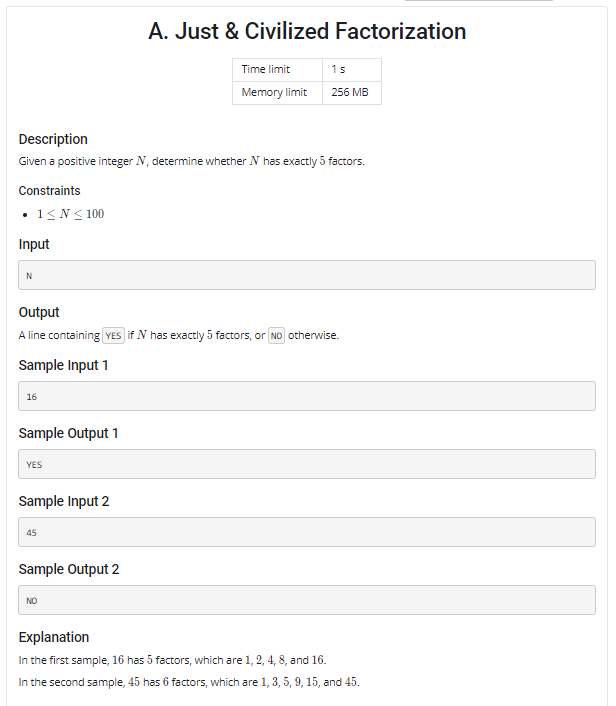 A. Just & Civilized Factorization
Time limit 1 s
Memory limit 256 MB
Description
Given a positive integer N, determine whether N has exactly 5 factors.
Constraints
• 1 ≤ N ≤ 100
Input
N
Output
A line containing YES if N has exactly 5 factors, or NO otherwise.
Sample Input 1
16
Sample Output 1
YES
Sample Input 2
45
Sample Output 2
NO
Explanation
In the first sample, 16 has 5 factors, which are 1, 2, 4, 8, and 16.
In the second sample, 45 has 6 factors, which are 1, 3, 5, 9, 15, and 45.